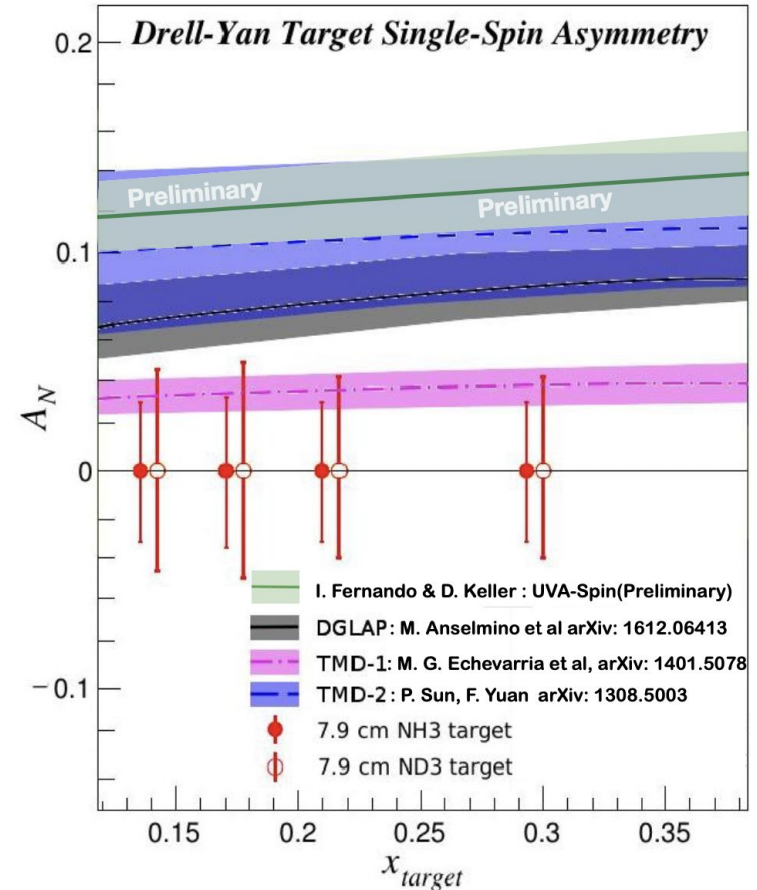 Drell-Yan Target Single-Spin Asymmetry
0.2
Preliminary
Preliminary
0.1
A_N
0
I. Fernando & D. Keller : UVA-Spin(Preliminary)
DGLAP: M. Anselmino et al arXiv: 1612.06413
TMD-1: M. G. Echevarria et al, arXiv: 1401.5078
−0.1
TMD-2: P. Sun, F. Yuan arXiv: 1308.5003
7.9 cm NH3 target
7.9 cm ND3 target
0.15 0.2 0.25 0.3 0.35
x_target